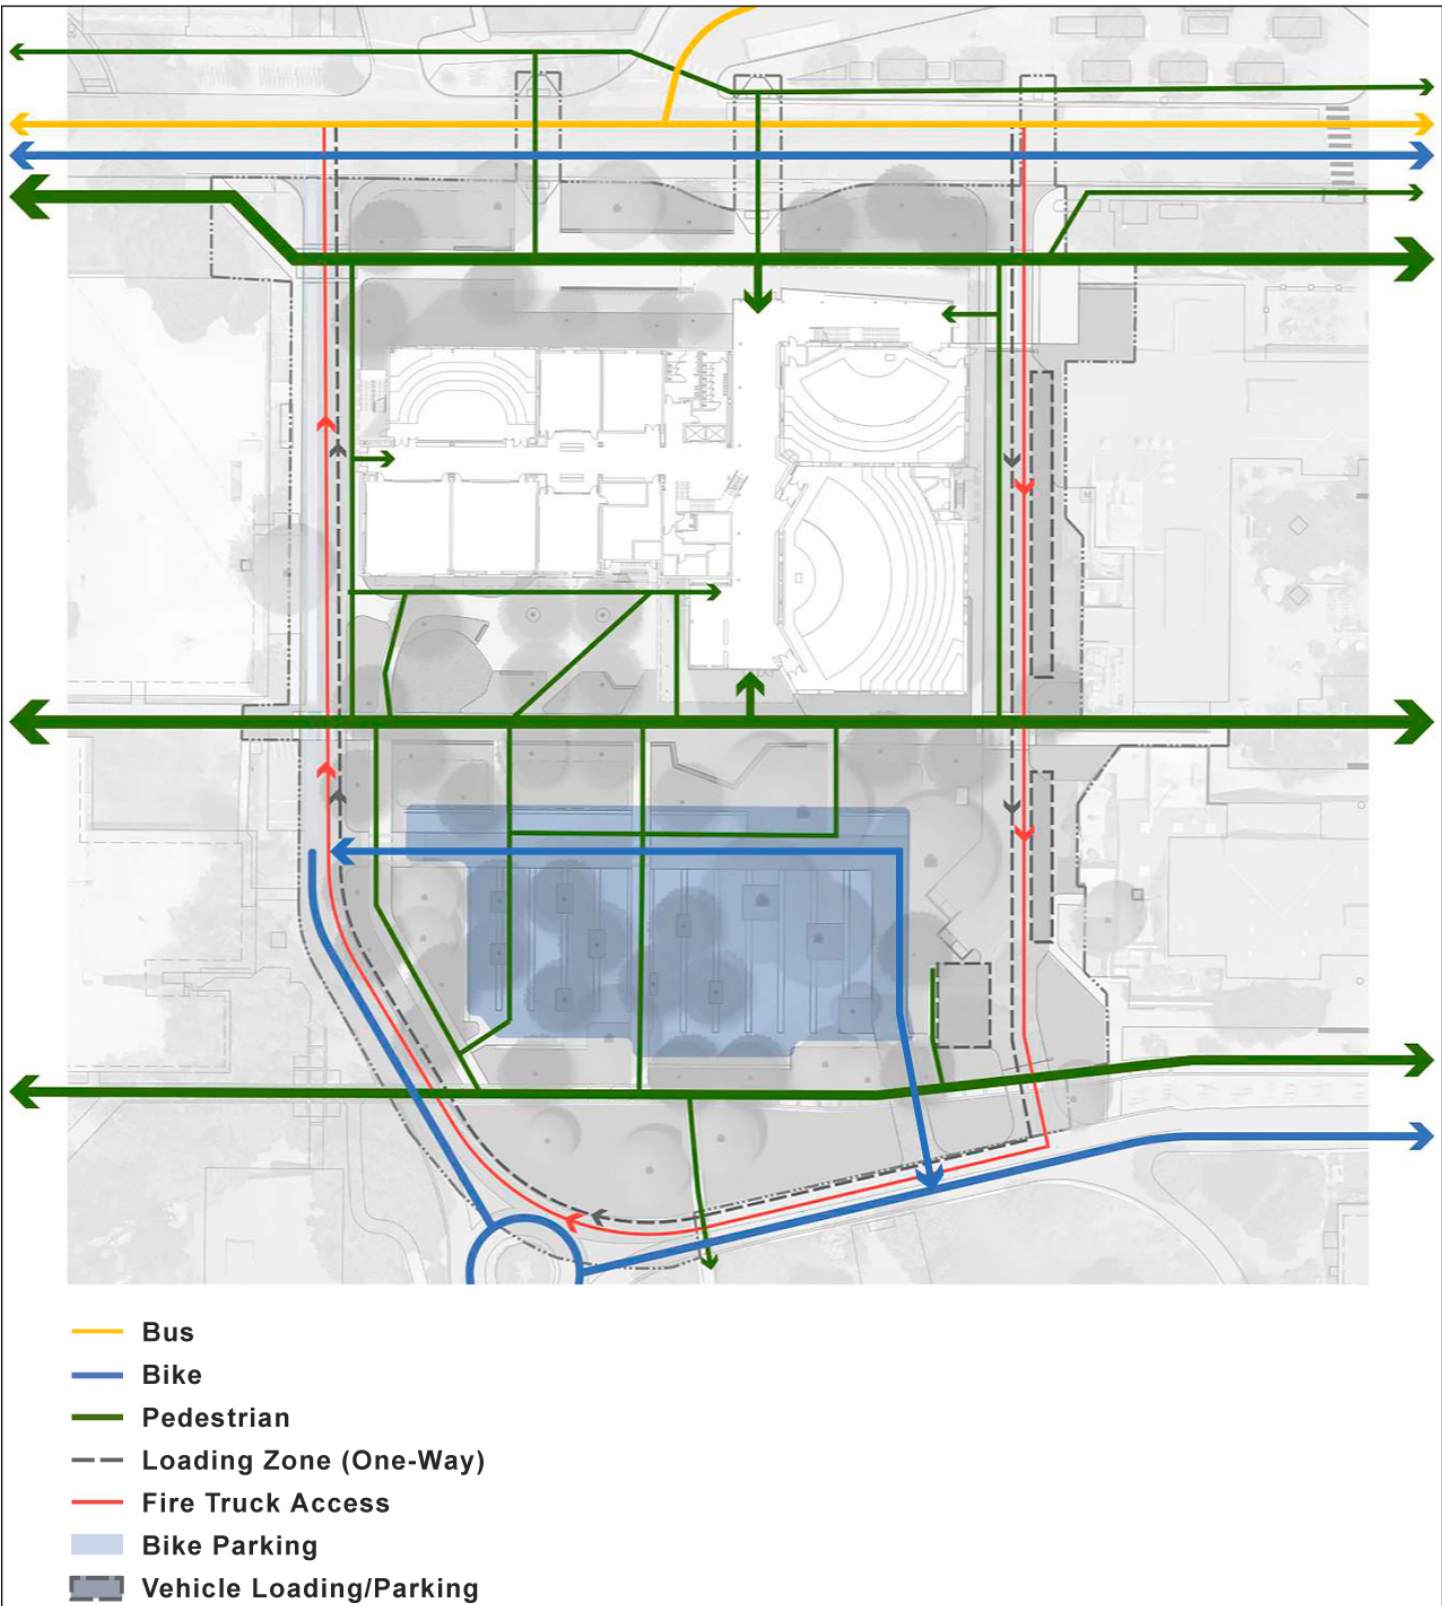 Bus
Bike
Pedestrian
Loading Zone (One-Way)
Fire Truck Access
Bike Parking
Vehicle Loading/Parking